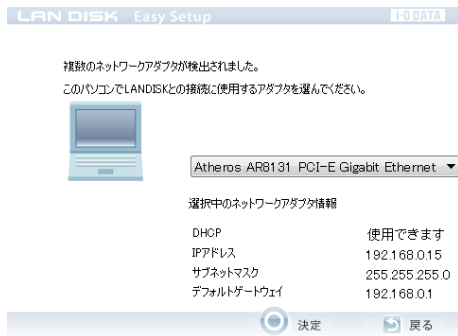 LAN DISK Easy Setup
I-O DATA
複数のネットワークアダプタが検出されました。
このパソコンでLANDISKとの接続に使用するアダプタを選んでください。
Atheros AR8131 PCI-E Gigabit Ethernet
選択中のネットワークアダプタ情報
DHCP 使用できます
IPアドレス 192.168.0.15
サブネットマスク 255.255.255.0
デフォルトゲートウェイ 192.168.0.1
決定 戻る